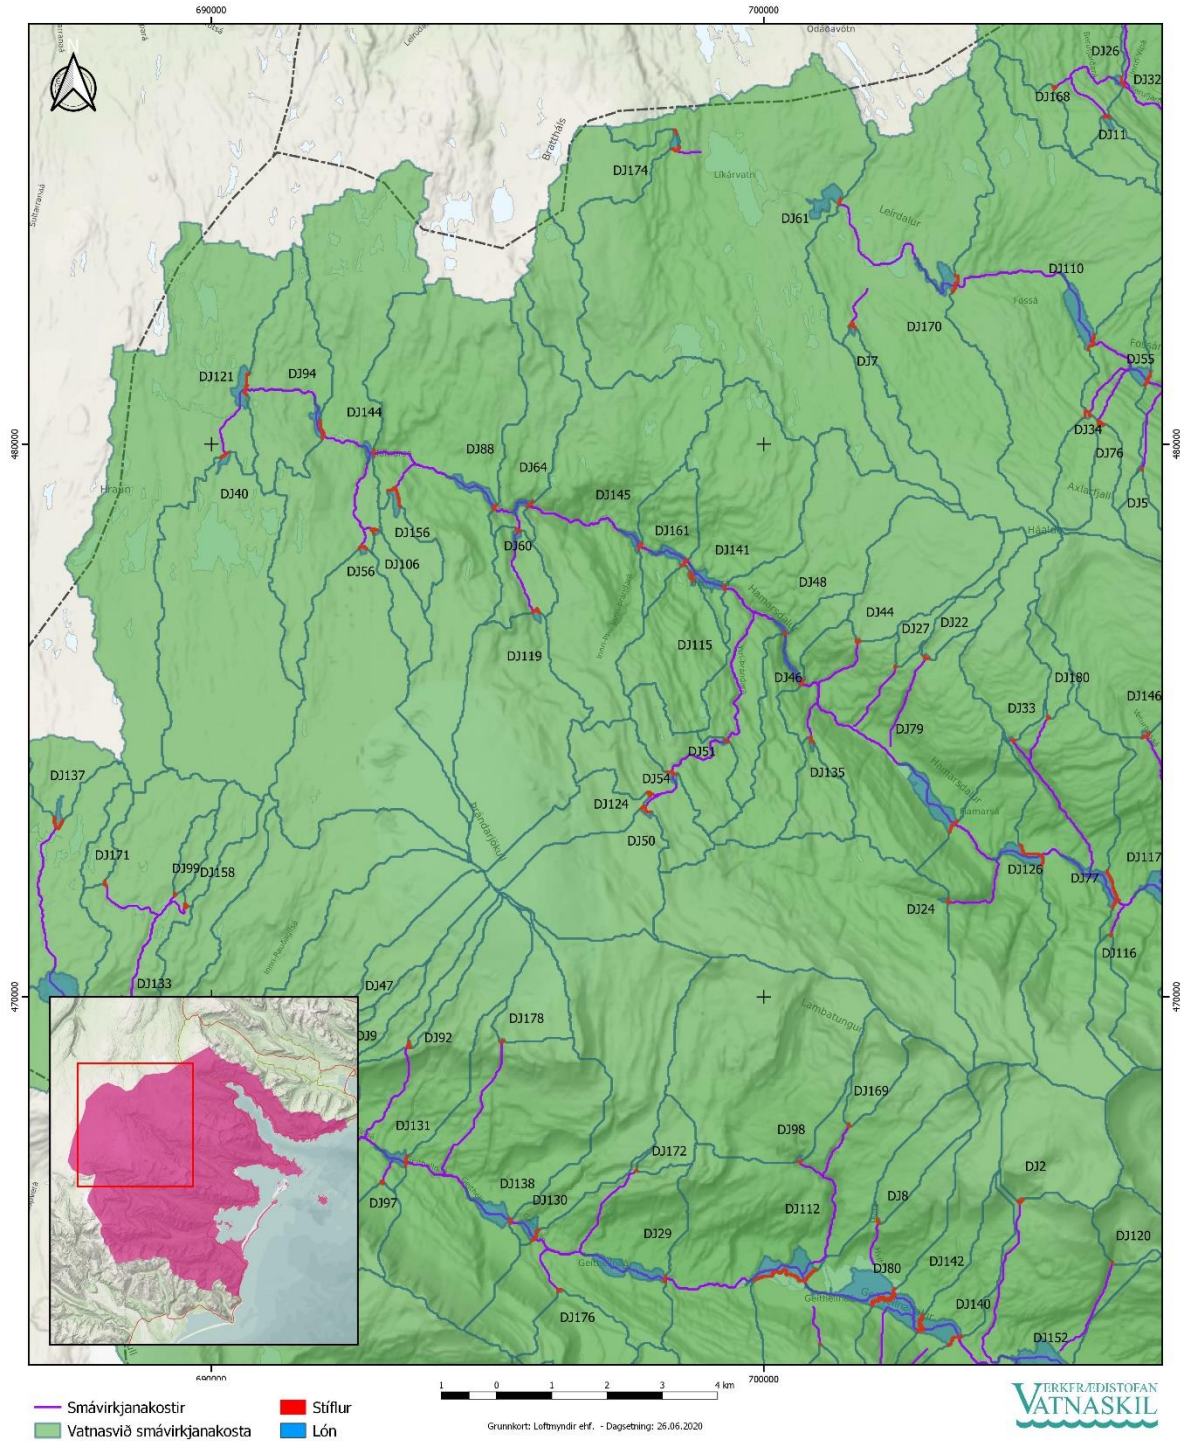 690000
700000
Ódáðavötn
DJ26
DJ32
DJ168
DJ11
Brattháls
DJ174
Líkárvatn
DJ61
Leirdalur
Sultarranaá
DJ110
Fossá
DJ170
DJ7
DJ55
DJ121
DJ94
DJ144
DJ34
DJ76
480000
480000
DJ88
DJ64
DJ40
Hraun
DJ145
DJ5
Axlarfjall
DJ156
DJ161
DJ60
DJ141
DJ56
DJ106
DJ48
Hamarsdalur
DJ44
DJ27
DJ22
DJ119
DJ115
DJ46
DJ180
DJ33
DJ146
DJ51
DJ79
DJ137
DJ54
DJ135
DJ124
Hamarsdalur
Hamarsá
DJ50
Þrándarjökull
DJ171
DJ99
DJ158
DJ126
DJ77
DJ117
DJ24
DJ116
DJ133
DJ47
470000
470000
Lambatungur
DJ178
DJ9
DJ92
DJ169
DJ131
DJ98
DJ172
DJ2
DJ97
DJ138
DJ130
DJ112
DJ8
DJ29
DJ142
DJ120
DJ80
DJ176
DJ140
DJ152
690000
700000
1 0 1 2 3 4 km
Smávirkjanakostir
Stíflur
Vatnasvið smávirkjanakosta
Lón
Grunnkort: Loftmyndir ehf. - Dagsetning: 26.06.2020
VERKFRÆÐISTOFAN
VATNASKIL